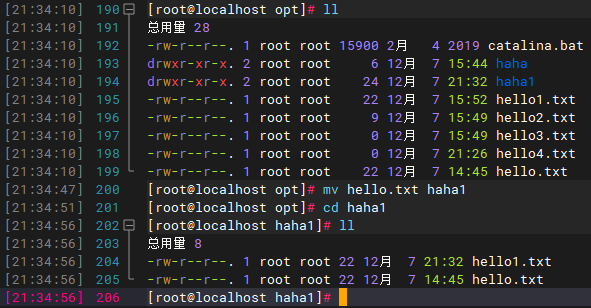 [21:34:10] 190 [root@localhost opt]# ll
[21:34:10] 191 总用量 28
[21:34:10] 192 -rw-r--r--. 1 root root 15900 2月   4 2019 catalina.bat
[21:34:10] 193 drwxr-xr-x. 2 root root     6 12月  7 15:44 haha
[21:34:10] 194 drwxr-xr-x. 2 root root    24 12月  7 21:32 haha1
[21:34:10] 195 -rw-r--r--. 1 root root    22 12月  7 15:52 hello1.txt
[21:34:10] 196 -rw-r--r--. 1 root root     9 12月  7 15:49 hello2.txt
[21:34:10] 197 -rw-r--r--. 1 root root     0 12月  7 15:49 hello3.txt
[21:34:10] 198 -rw-r--r--. 1 root root     0 12月  7 21:26 hello4.txt
[21:34:10] 199 -rw-r--r--. 1 root root    22 12月  7 14:45 hello.txt
[21:34:47] 200 [root@localhost opt]# mv hello.txt haha1
[21:34:51] 201 [root@localhost opt]# cd haha1
[21:34:56] 202 [root@localhost haha1]# ll
[21:34:56] 203 总用量 8
[21:34:56] 204 -rw-r--r--. 1 root root 22 12月  7 21:32 hello1.txt
[21:34:56] 205 -rw-r--r--. 1 root root 22 12月  7 14:45 hello.txt
[21:34:56] 206 [root@localhost haha1]#